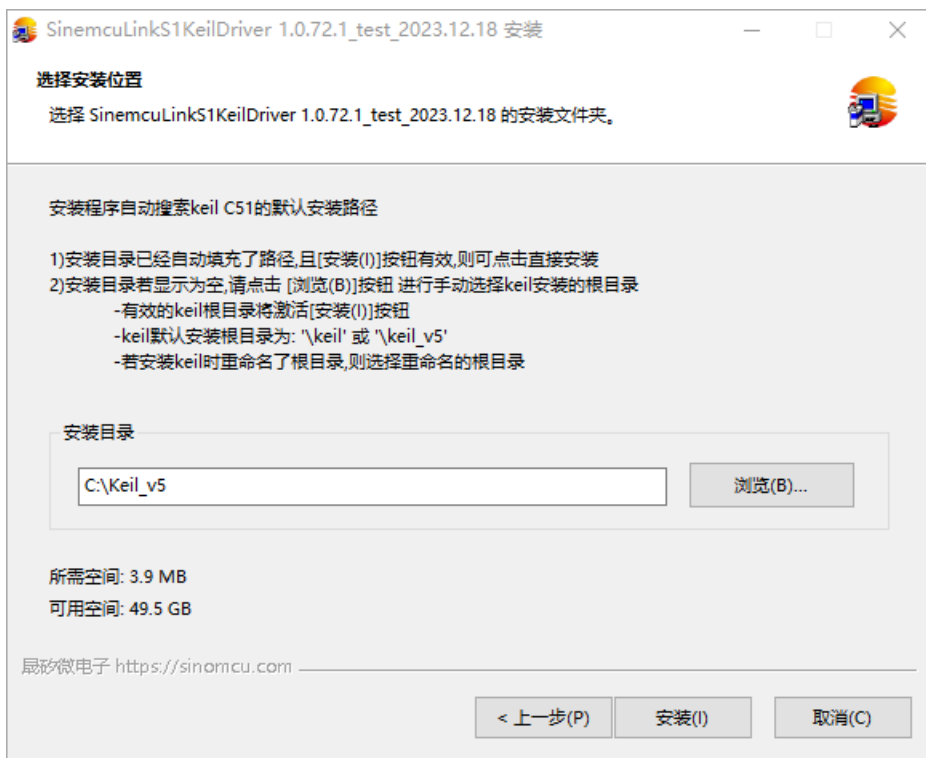 SinemcuLinkS1KeilDriver 1.0.72.1_test_2023.12.18 安装
选择安装位置
选择 SinemcuLinkS1KeilDriver 1.0.72.1_test_2023.12.18 的安装文件夹。
安装程序自动搜索keil C51的默认安装路径
1)安装目录已经自动填充了路径,且[安装(I)]按钮有效,则可点击直接安装
2)安装目录若显示为空,请点击 [浏览(B)]按钮 进行手动选择keil安装的根目录
-有效的keil根目录将激活[安装(I)]按钮
-keil默认安装根目录为: '\keil' 或 '\keil_v5'
-若安装keil时重命名了根目录,则选择重命名的根目录
安装目录
C:\Keil_v5
浏览(B)...
所需空间: 3.9 MB
可用空间: 49.5 GB
晟矽微电子 https://sinomcu.com
< 上一步(P)
安装(I)
取消(C)